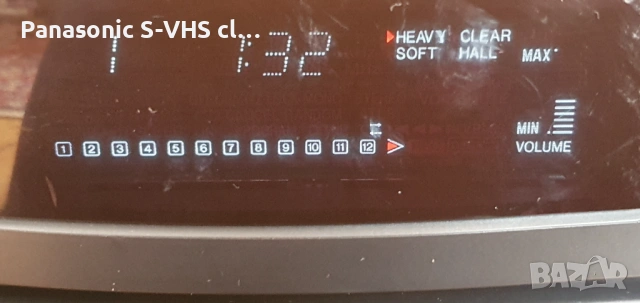 Panasonic S-VHS cl...
1 1:32
HEAVY CLEAR
SOFT HALL MAX
MIN
VOLUME
1 2 3 4 5 6 7 8 9 10 11 12
BAZAR